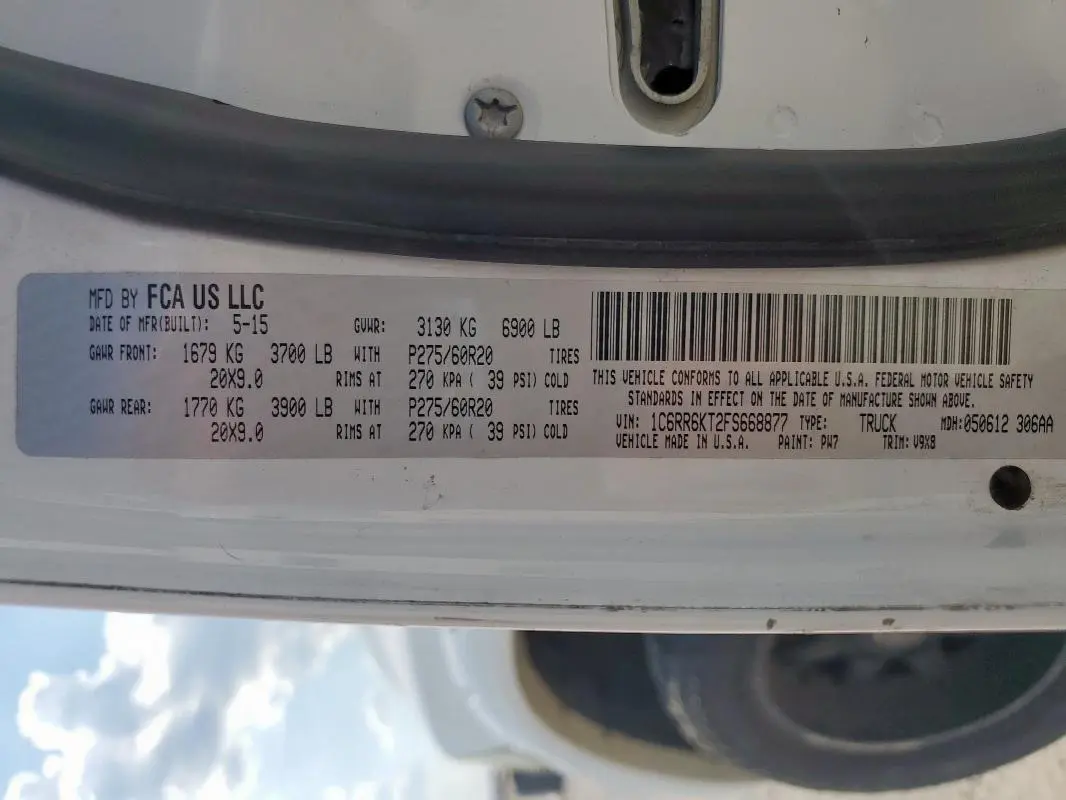 MFD BY FCA US LLC
DATE OF MFR(BUILT): 5-15 GVWR: 3130 KG 6900 LB
GAWR FRONT: 1679 KG 3700 LB WITH P275/60R20 TIRES
20X9.0 RIMS AT 270 KPA ( 39 PSI) COLD
GAWR REAR: 1770 KG 3900 LB WITH P275/60R20 TIRES
20X9.0 RIMS AT 270 KPA ( 39 PSI) COLD
THIS VEHICLE CONFORMS TO ALL APPLICABLE U.S.A. FEDERAL MOTOR VEHICLE SAFETY
STANDARDS IN EFFECT ON THE DATE OF MANUFACTURE SHOWN ABOVE.
VIN: 1C6RR6KT2FS668877 TYPE: TRUCK MDH:050612 306AA
VEHICLE MADE IN U.S.A. PAINT: PW7 TRIM: V9X8